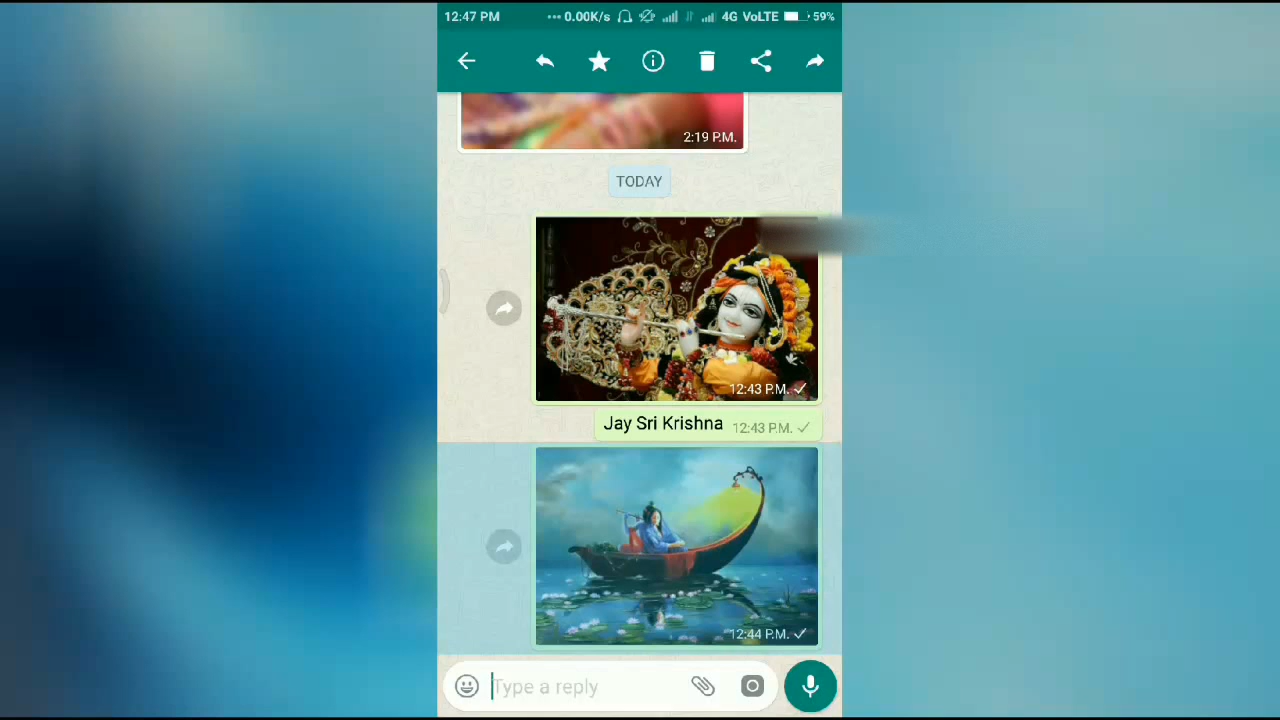 12:47 PM ... 0.00K/s 4G VoLTE 59%
2:19 P.M.
TODAY
12:43 P.M.
Jay Sri Krishna 12:43 P.M.
12:44 P.M.
Type a reply